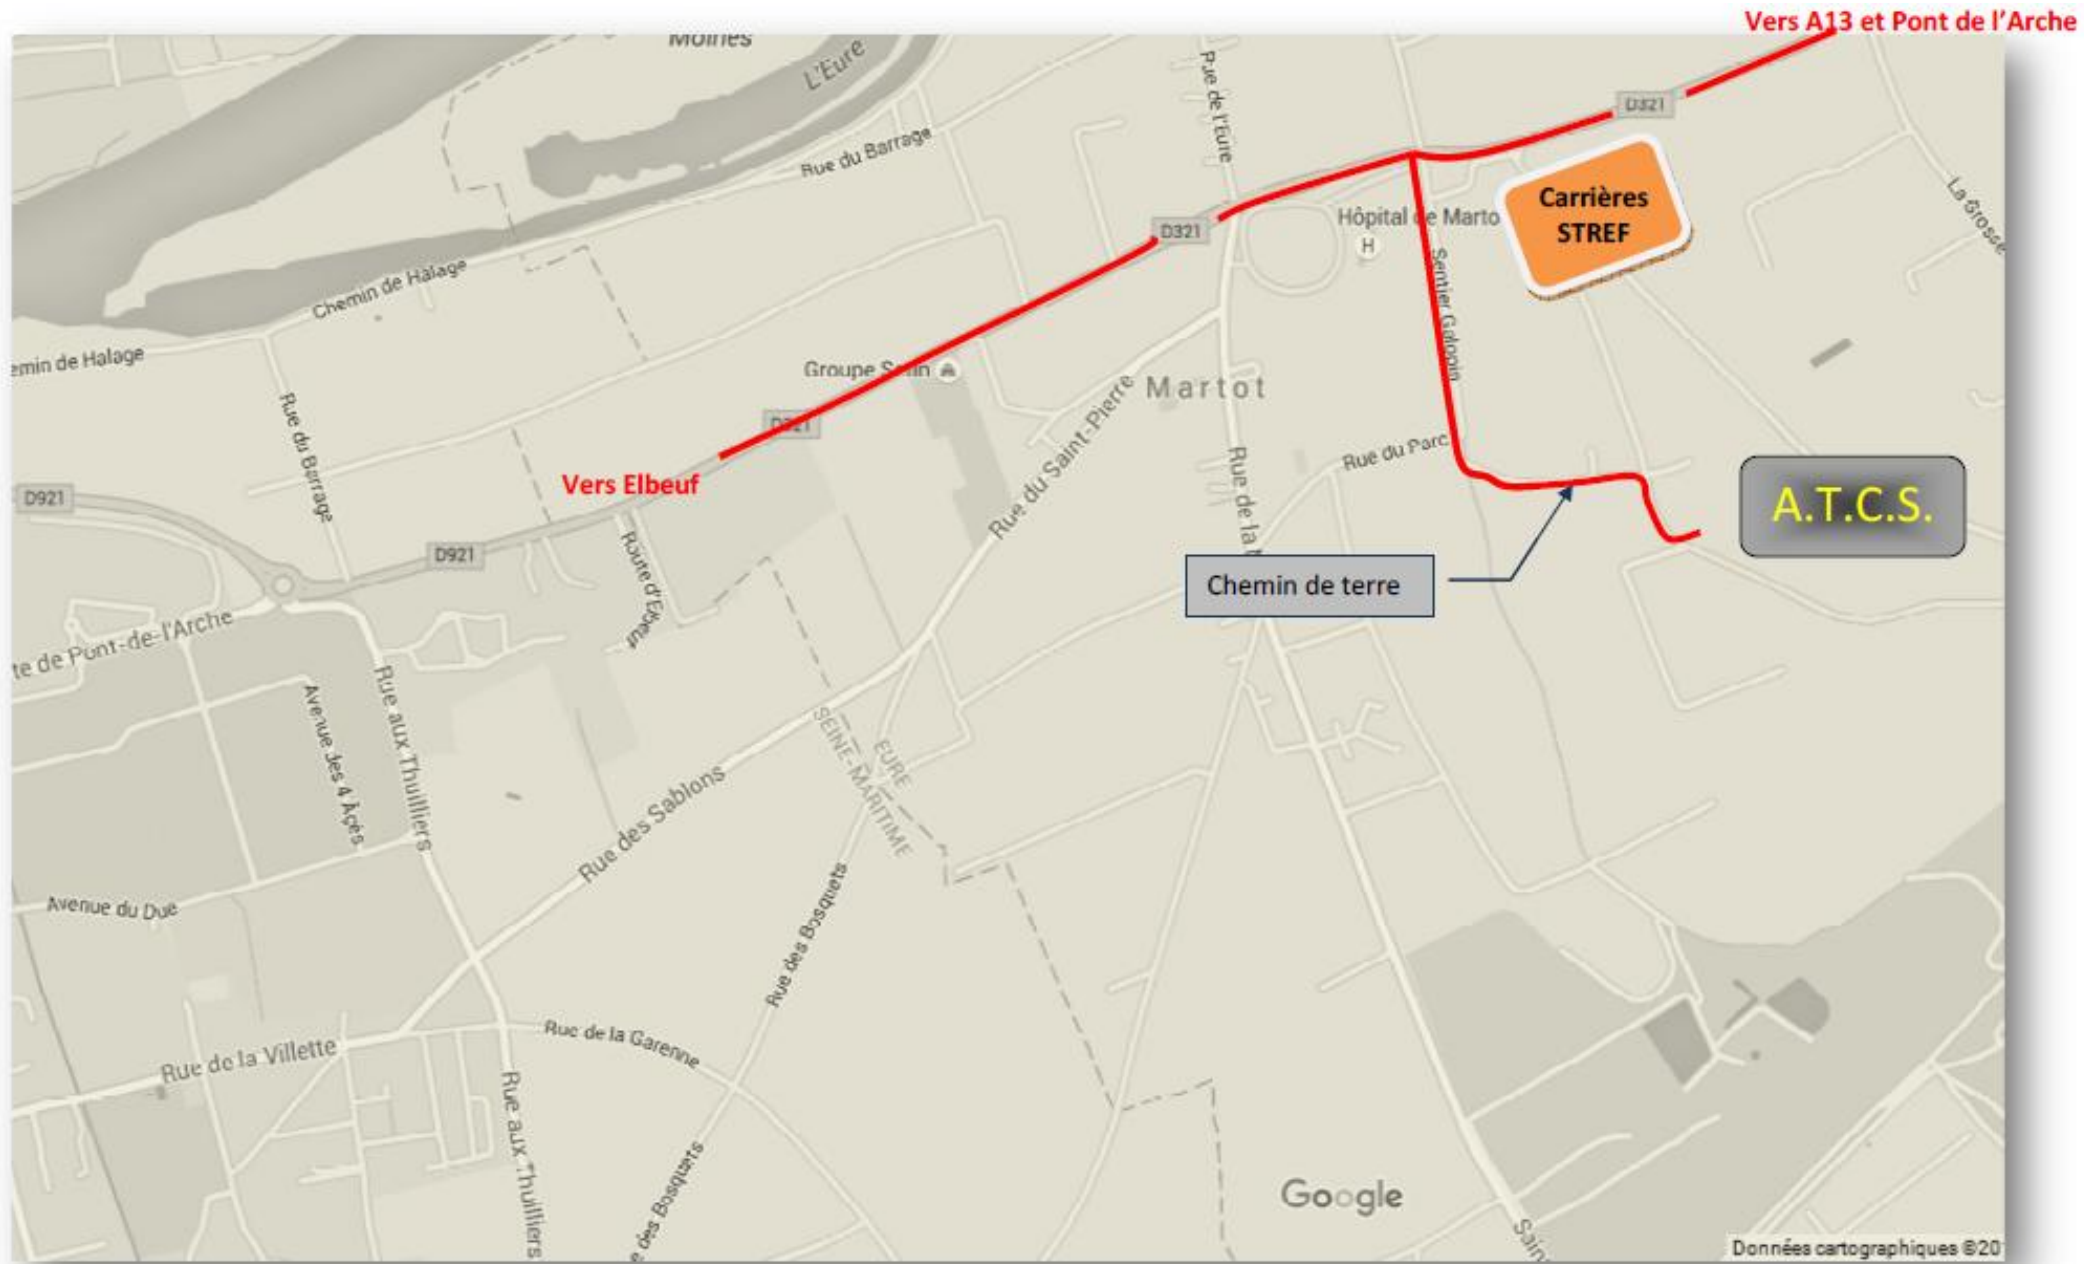 Vers A13 et Pont de l'Arche
Moines
L'Eure
Rue de l'Eure
D321
Rue du Barrage
Carrières
STREF
La Grosse
Hôpital de Marto
H
D321
Sentier Galopin
Chemin de Halage
emin de Halage
Groupe S
Martot
Rue du Saint-Pierre
Rue du Barrage
D321
Rue du Parc
Vers Elbeuf
D921
A.T.C.S.
Rue de la
D921
Route d'Elbeuf
Chemin de terre
te de Pont-de-l'Arche
Rue aux Thuilliers
Avenue des 4 Âges
SEINE-MARITIME
EURE
Rue des Sablons
Avenue du Duc
Rue des Bosquets
Rue de la Garenne
Rue de la Villette
Rue aux Thuilliers
e des Bosquets
Google
Sain
Données cartographiques ©20